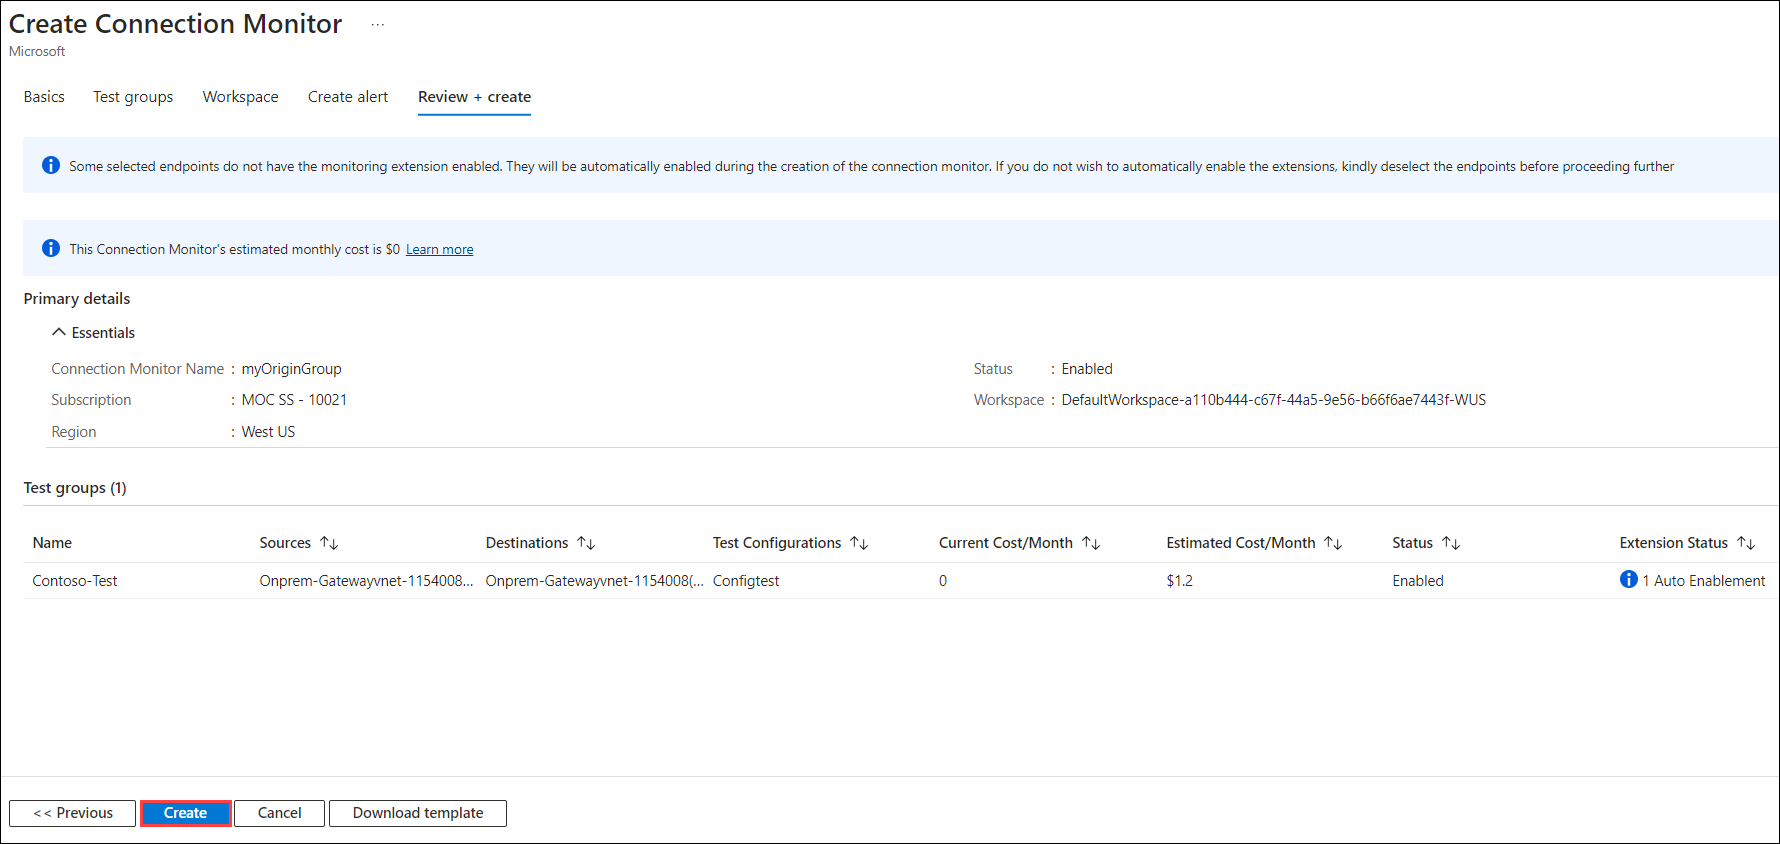 Create Connection Monitor ...
Microsoft
Basics Test groups Workspace Create alert Review + create
Some selected endpoints do not have the monitoring extension enabled. They will be automatically enabled during the creation of the connection monitor. If you do not wish to automatically enable the extensions, kindly deselect the endpoints before proceeding further
This Connection Monitor's estimated monthly cost is $0 Learn more
Primary details
Essentials
Connection Monitor Name : myOriginGroup Status : Enabled
Subscription : MOC SS - 10021 Workspace : DefaultWorkspace-a110b444-c67f-44a5-9e56-b66f6ae7443f-WUS
Region : West US
Test groups (1)
Name Sources ↑↓ Destinations ↑↓ Test Configurations ↑↓ Current Cost/Month ↑↓ Estimated Cost/Month ↑↓ Status ↑↓ Extension Status ↑↓
Contoso-Test Onprem-Gatewayvnet-1154008... Onprem-Gatewayvnet-1154008(... Configtest 0 $1.2 Enabled 1 Auto Enablement
<< Previous Create Cancel Download template